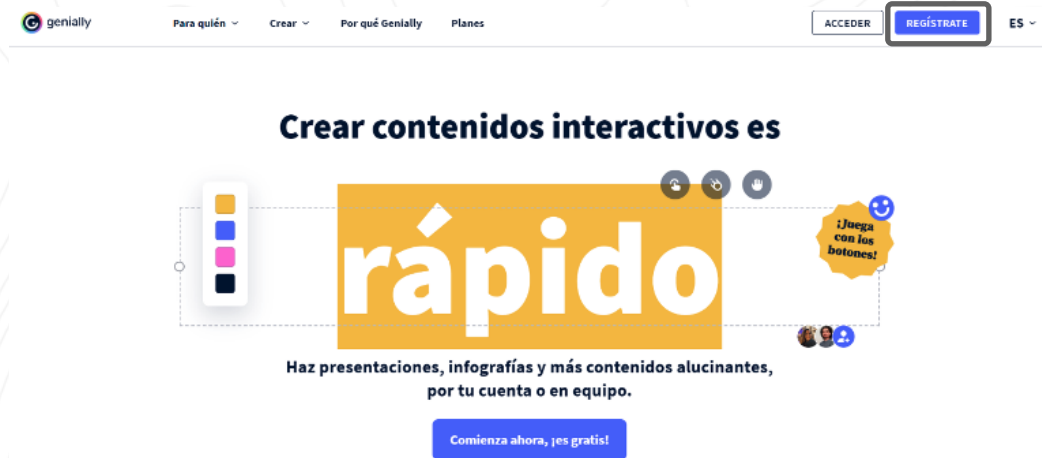 genially
Para quién
Crear
Por qué Genially
Planes
ACCEDER
REGÍSTRATE
ES
Crear contenidos interactivos es
rápido
¡Juega
con los
botones!
Haz presentaciones, infografías y más contenidos alucinantes,
por tu cuenta o en equipo.
Comienza ahora, ¡es gratis!